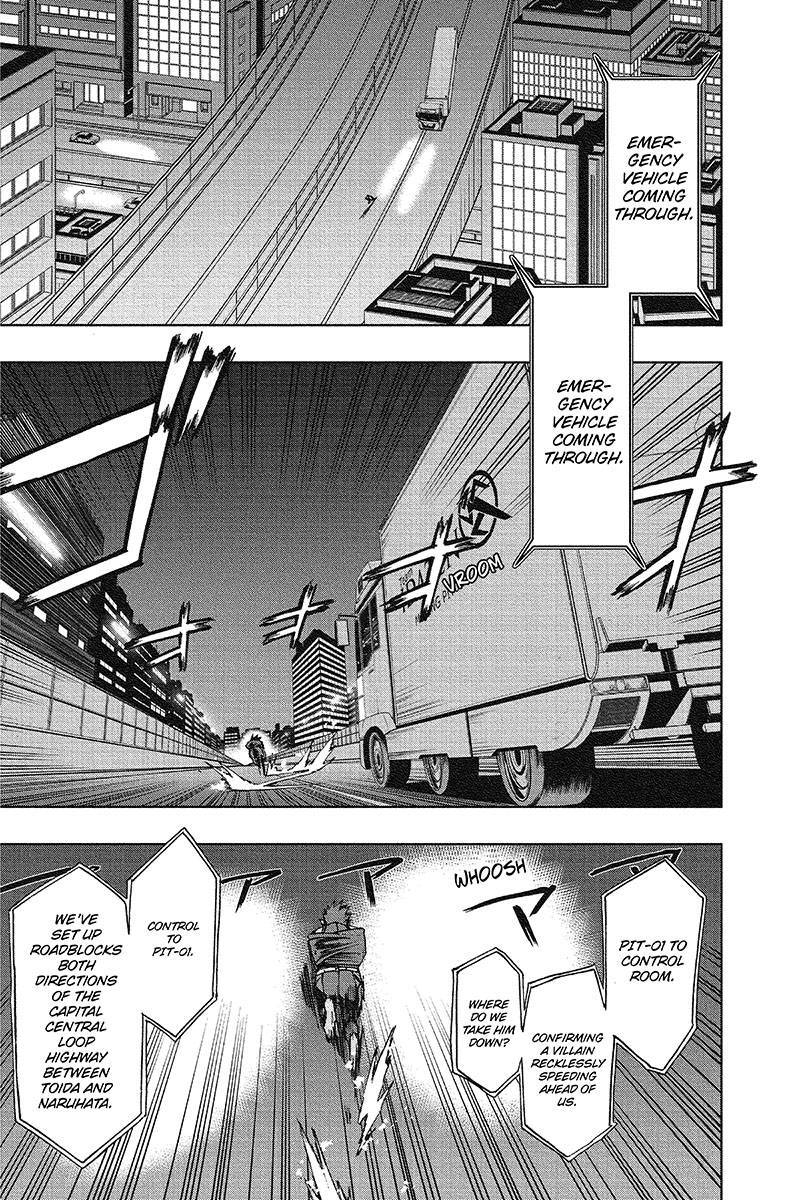 EMER-
GENCY
VEHICLE
COMING
THROUGH.
EMER-
GENCY
VEHICLE
COMING
THROUGH.
VROOM
WHOOSH
PIT-01 TO
CONTROL
ROOM.
CONFIRMING
A VILLAIN
RECKLESSLY
SPEEDING
AHEAD OF
US.
WHERE
DO WE
TAKE HIM
DOWN?
CONTROL
TO
PIT-01.
WE'VE
SET UP
ROADBLOCKS
BOTH
DIRECTIONS
OF THE
CAPITAL
CENTRAL
LOOP
HIGHWAY
BETWEEN
TOIDA AND
NARUHATA.